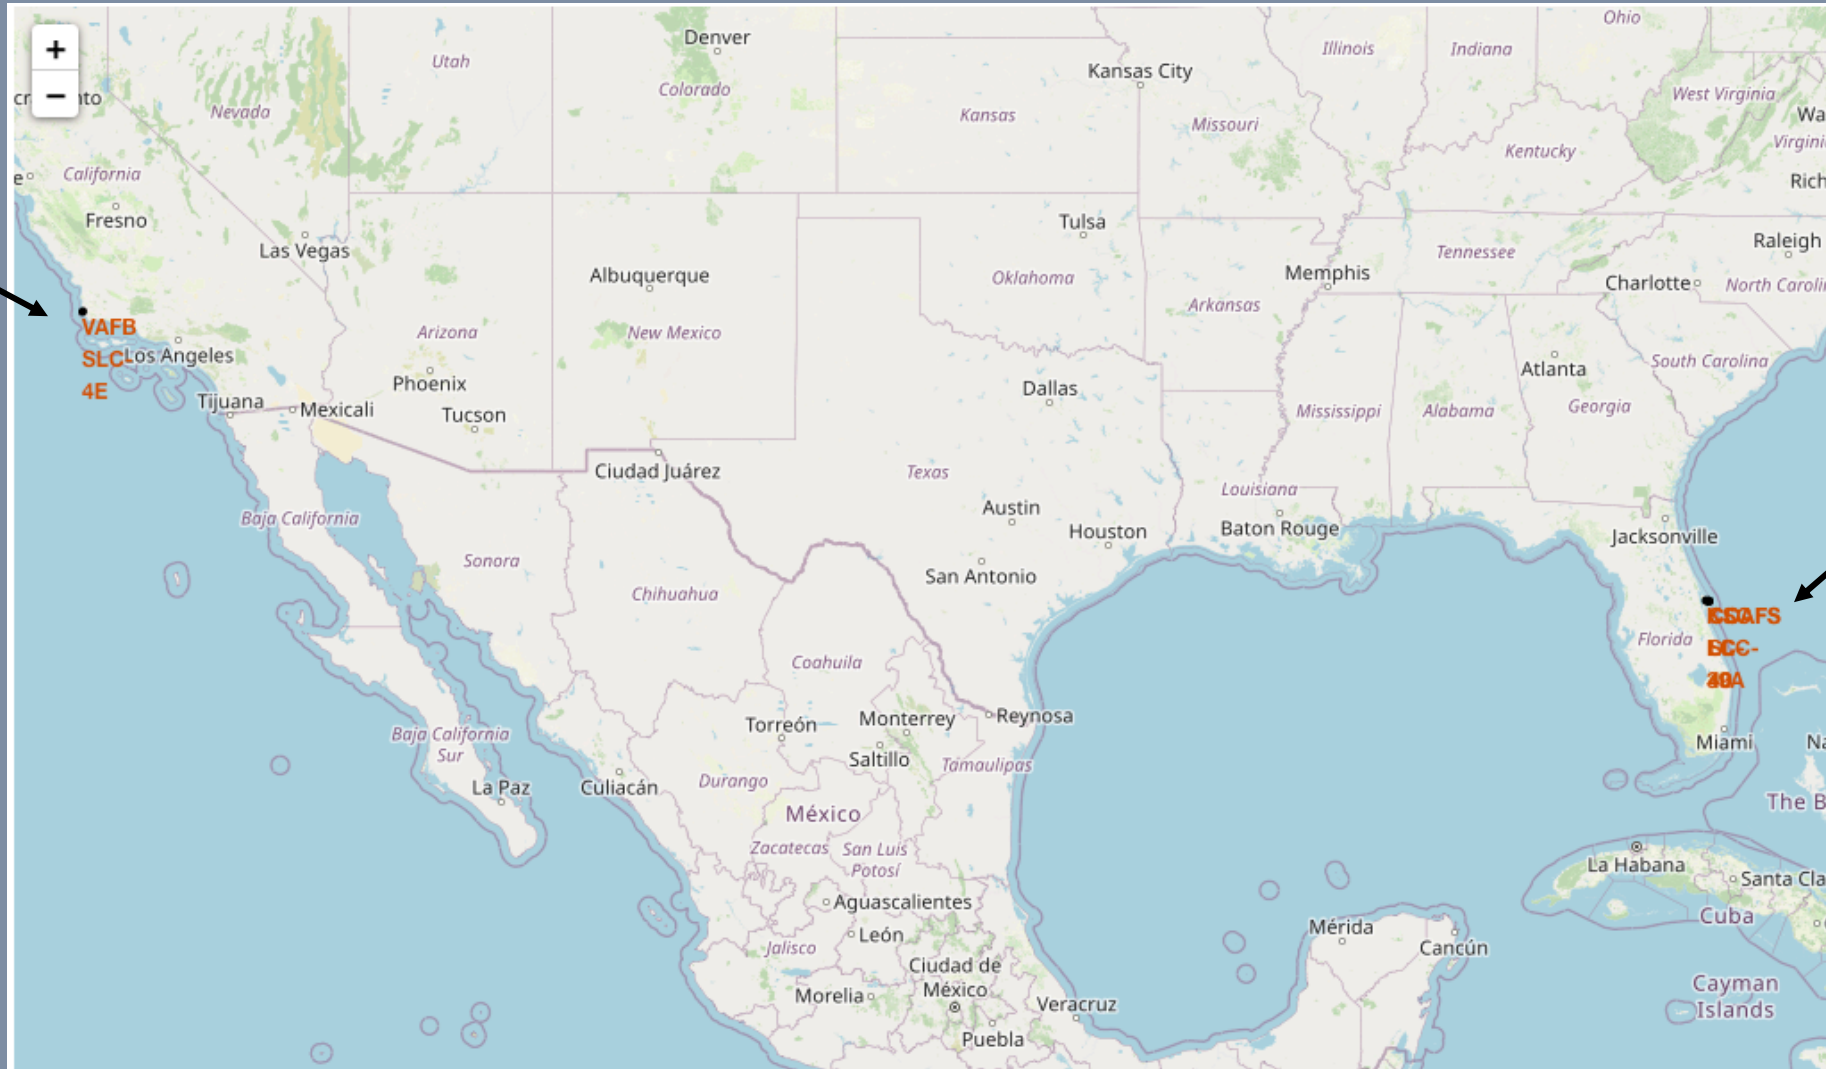 +
−
Denver
Ohio
Illinois
Indiana
Utah
Colorado
Kansas City
Nevada
Kansas
Missouri
West Virginia
California
Kentucky
Fresno
Las Vegas
Tulsa
Raleigh
Tennessee
Albuquerque
Oklahoma
Memphis
Charlotte
Arkansas
VAFB
SLC-
4E
Los Angeles
Arizona
New Mexico
Atlanta
South Carolina
Phoenix
Dallas
Tijuana
Mexicali
Tucson
Mississippi
Alabama
Georgia
Ciudad Juárez
Texas
Louisiana
Baja California
Austin
Houston
Baton Rouge
Jacksonville
Sonora
San Antonio
Chihuahua
Florida
Coahuila
Torreón
Monterrey
Reynosa
Baja California
Sur
Saltillo
Tamaulipas
Miami
La Paz
Culiacán
Durango
México
Zacatecas
San Luis
Potosí
La Habana
Aguascalientes
Cuba
León
Jalisco
Mérida
Cancún
Ciudad de
México
Morelia
Veracruz
Cayman
Islands
Puebla